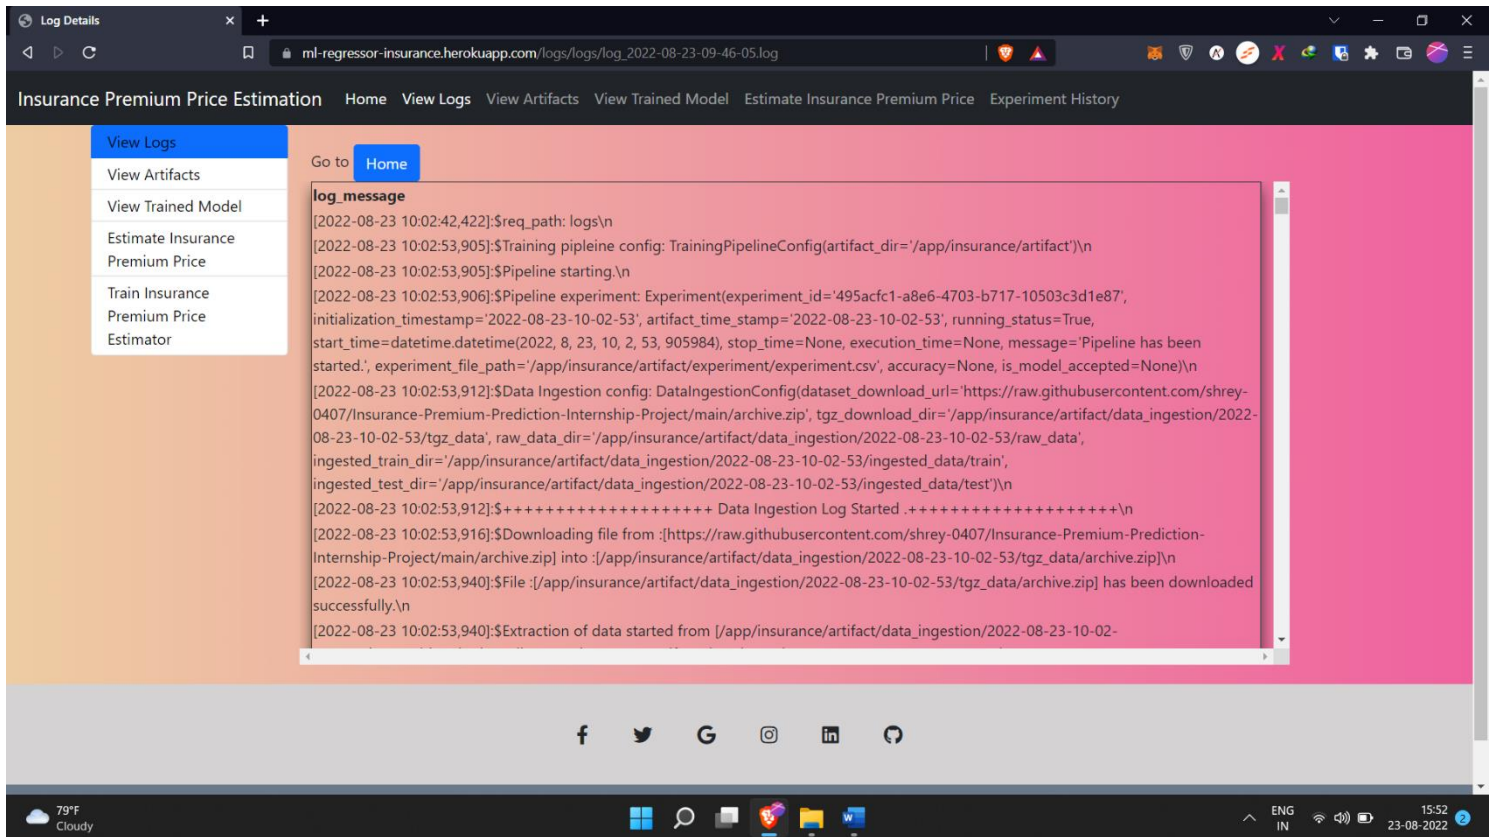 Log Details
ml-regressor-insurance.herokuapp.com/logs/logs/log_2022-08-23-09-46-05.log
Insurance Premium Price Estimation Home View Logs View Artifacts View Trained Model Estimate Insurance Premium Price Experiment History
View Logs
View Artifacts
View Trained Model
Estimate Insurance
Premium Price
Train Insurance
Premium Price
Estimator
Go to Home
log_message
[2022-08-23 10:02:42,422]:$req_path: logs\n
[2022-08-23 10:02:53,905]:$Training pipleine config: TrainingPipelineConfig(artifact_dir='/app/insurance/artifact')\n
[2022-08-23 10:02:53,905]:$Pipeline starting.\n
[2022-08-23 10:02:53,906]:$Pipeline experiment: Experiment(experiment_id='495acfc1-a8e6-4703-b717-10503c3d1e87',
initialization_timestamp='2022-08-23-10-02-53', artifact_time_stamp='2022-08-23-10-02-53', running_status=True,
start_time=datetime.datetime(2022, 8, 23, 10, 2, 53, 905984), stop_time=None, execution_time=None, message='Pipeline has been
started.', experiment_file_path='/app/insurance/artifact/experiment/experiment.csv', accuracy=None, is_model_accepted=None)\n
[2022-08-23 10:02:53,912]:$Data Ingestion config: DataIngestionConfig(dataset_download_url='https://raw.githubusercontent.com/shrey-
0407/Insurance-Premium-Prediction-Internship-Project/main/archive.zip', tgz_download_dir='/app/insurance/artifact/data_ingestion/2022-
08-23-10-02-53/tgz_data', raw_data_dir='/app/insurance/artifact/data_ingestion/2022-08-23-10-02-53/raw_data',
ingested_train_dir='/app/insurance/artifact/data_ingestion/2022-08-23-10-02-53/ingested_data/train',
ingested_test_dir='/app/insurance/artifact/data_ingestion/2022-08-23-10-02-53/ingested_data/test')\n
[2022-08-23 10:02:53,912]:$++++++++++++++++++++ Data Ingestion Log Started .++++++++++++++++++++\n
[2022-08-23 10:02:53,916]:$Downloading file from :[https://raw.githubusercontent.com/shrey-0407/Insurance-Premium-Prediction-
Internship-Project/main/archive.zip] into :[/app/insurance/artifact/data_ingestion/2022-08-23-10-02-53/tgz_data/archive.zip]\n
[2022-08-23 10:02:53,940]:$File :[/app/insurance/artifact/data_ingestion/2022-08-23-10-02-53/tgz_data/archive.zip] has been downloaded
successfully.\n
[2022-08-23 10:02:53,940]:$Extraction of data started from [/app/insurance/artifact/data_ingestion/2022-08-23-10-02-
79°F
Cloudy
ENG
IN
15:52
23-08-2022
2